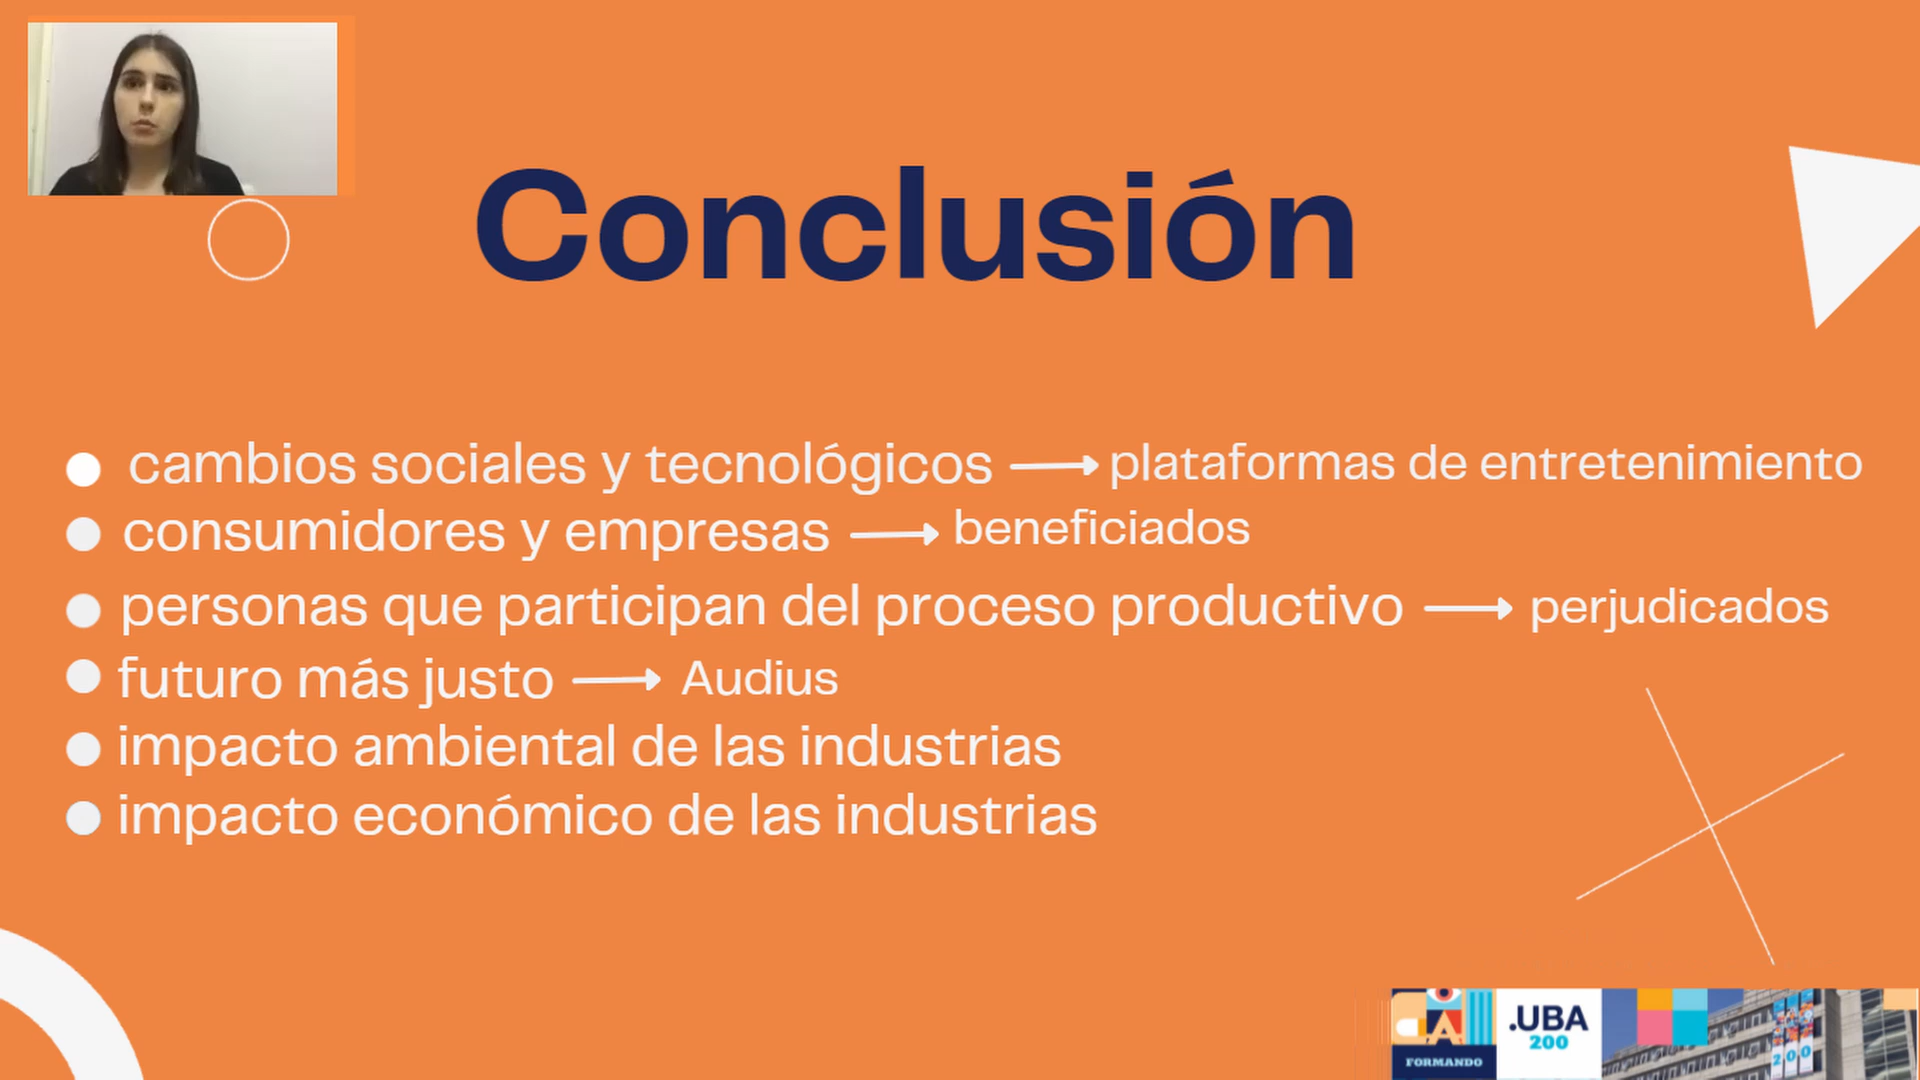 Conclusión
cambios sociales y tecnológicos → plataformas de entretenimiento
consumidores y empresas → beneficiados
personas que participan del proceso productivo → perjudicados
futuro más justo → Audius
impacto ambiental de las industrias
impacto económico de las industrias
A
FORMANDO
.UBA
200
200